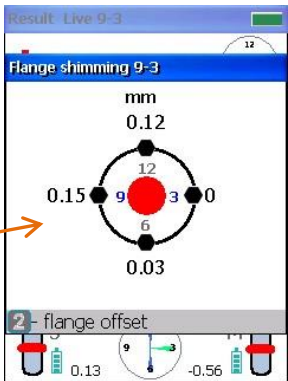 Result Live 9-3
12
Flange shimming 9-3
mm
0.12
12
0.15 9 3 0
6
0.03
2 - flange offset
9 3
0.13 -0.56